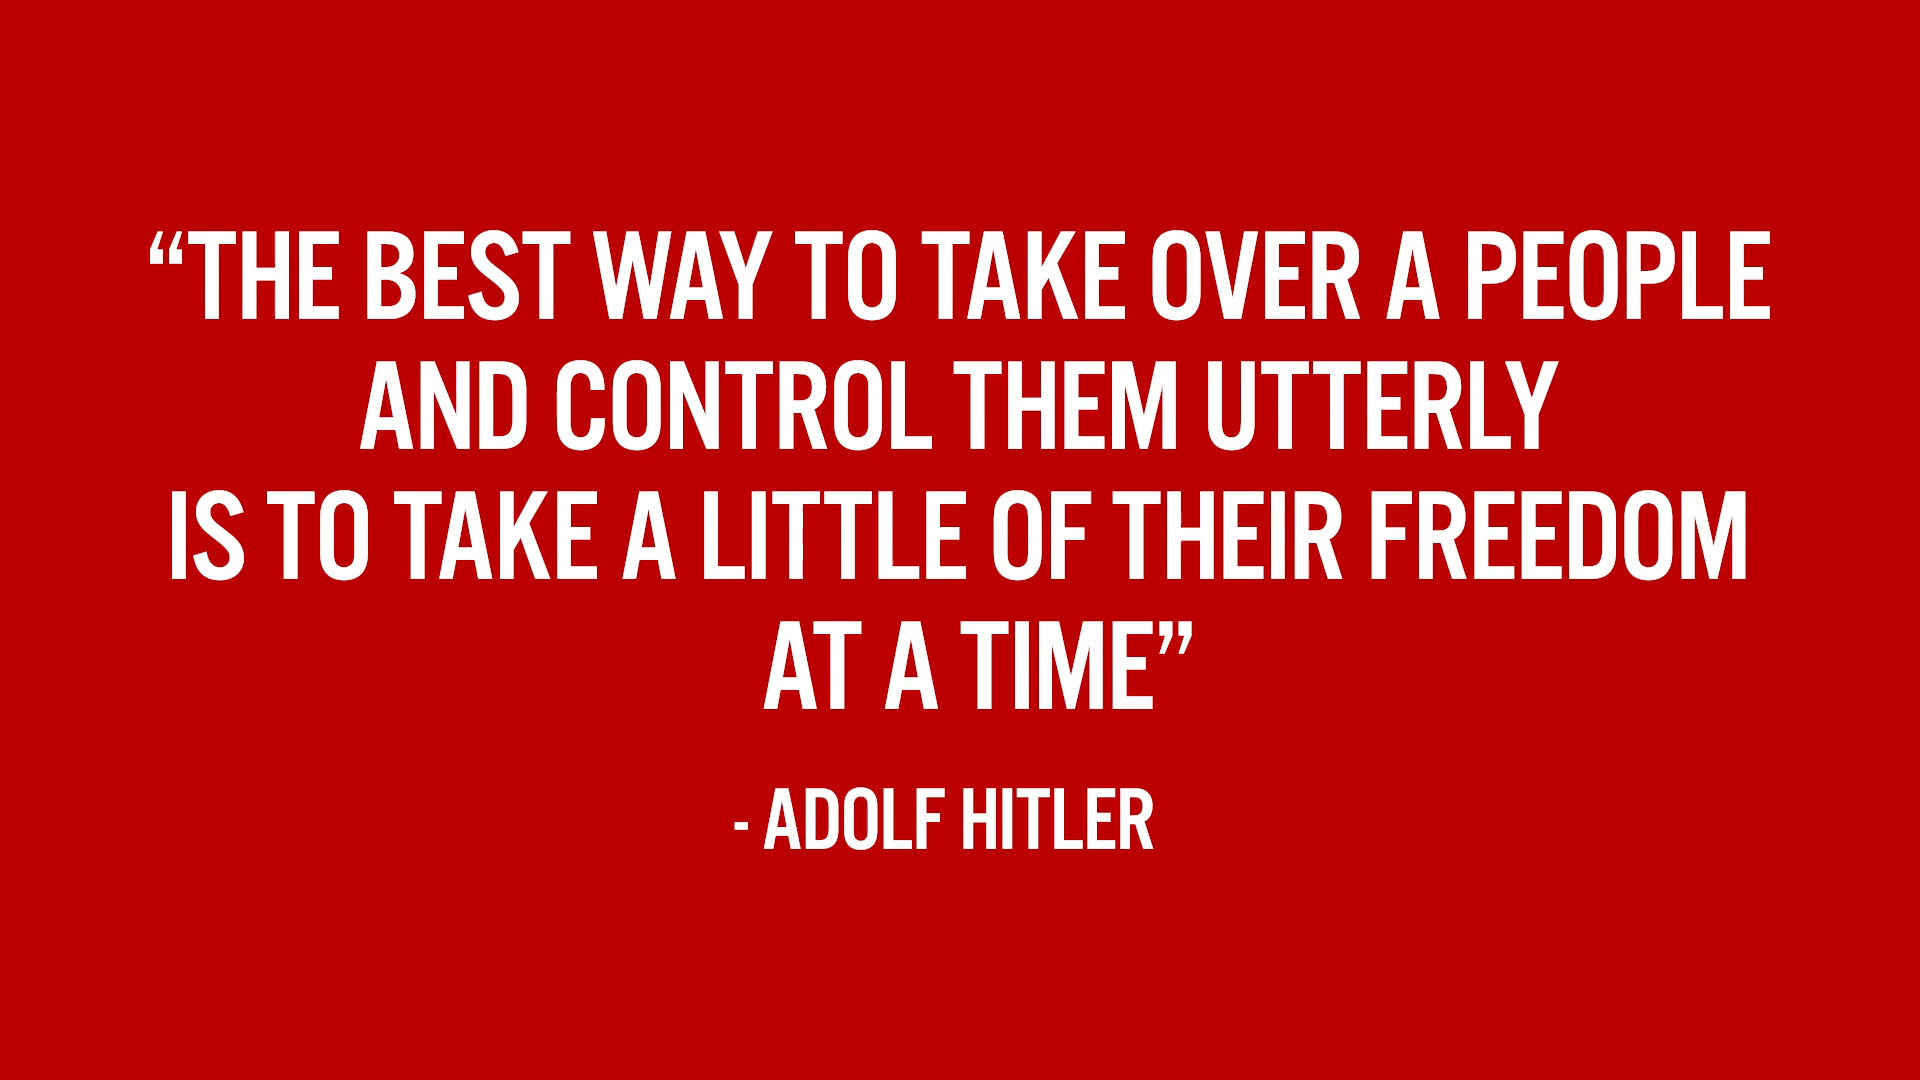 “THE BEST WAY TO TAKE OVER A PEOPLE
AND CONTROL THEM UTTERLY
IS TO TAKE A LITTLE OF THEIR FREEDOM
AT A TIME”
- ADOLF HITLER